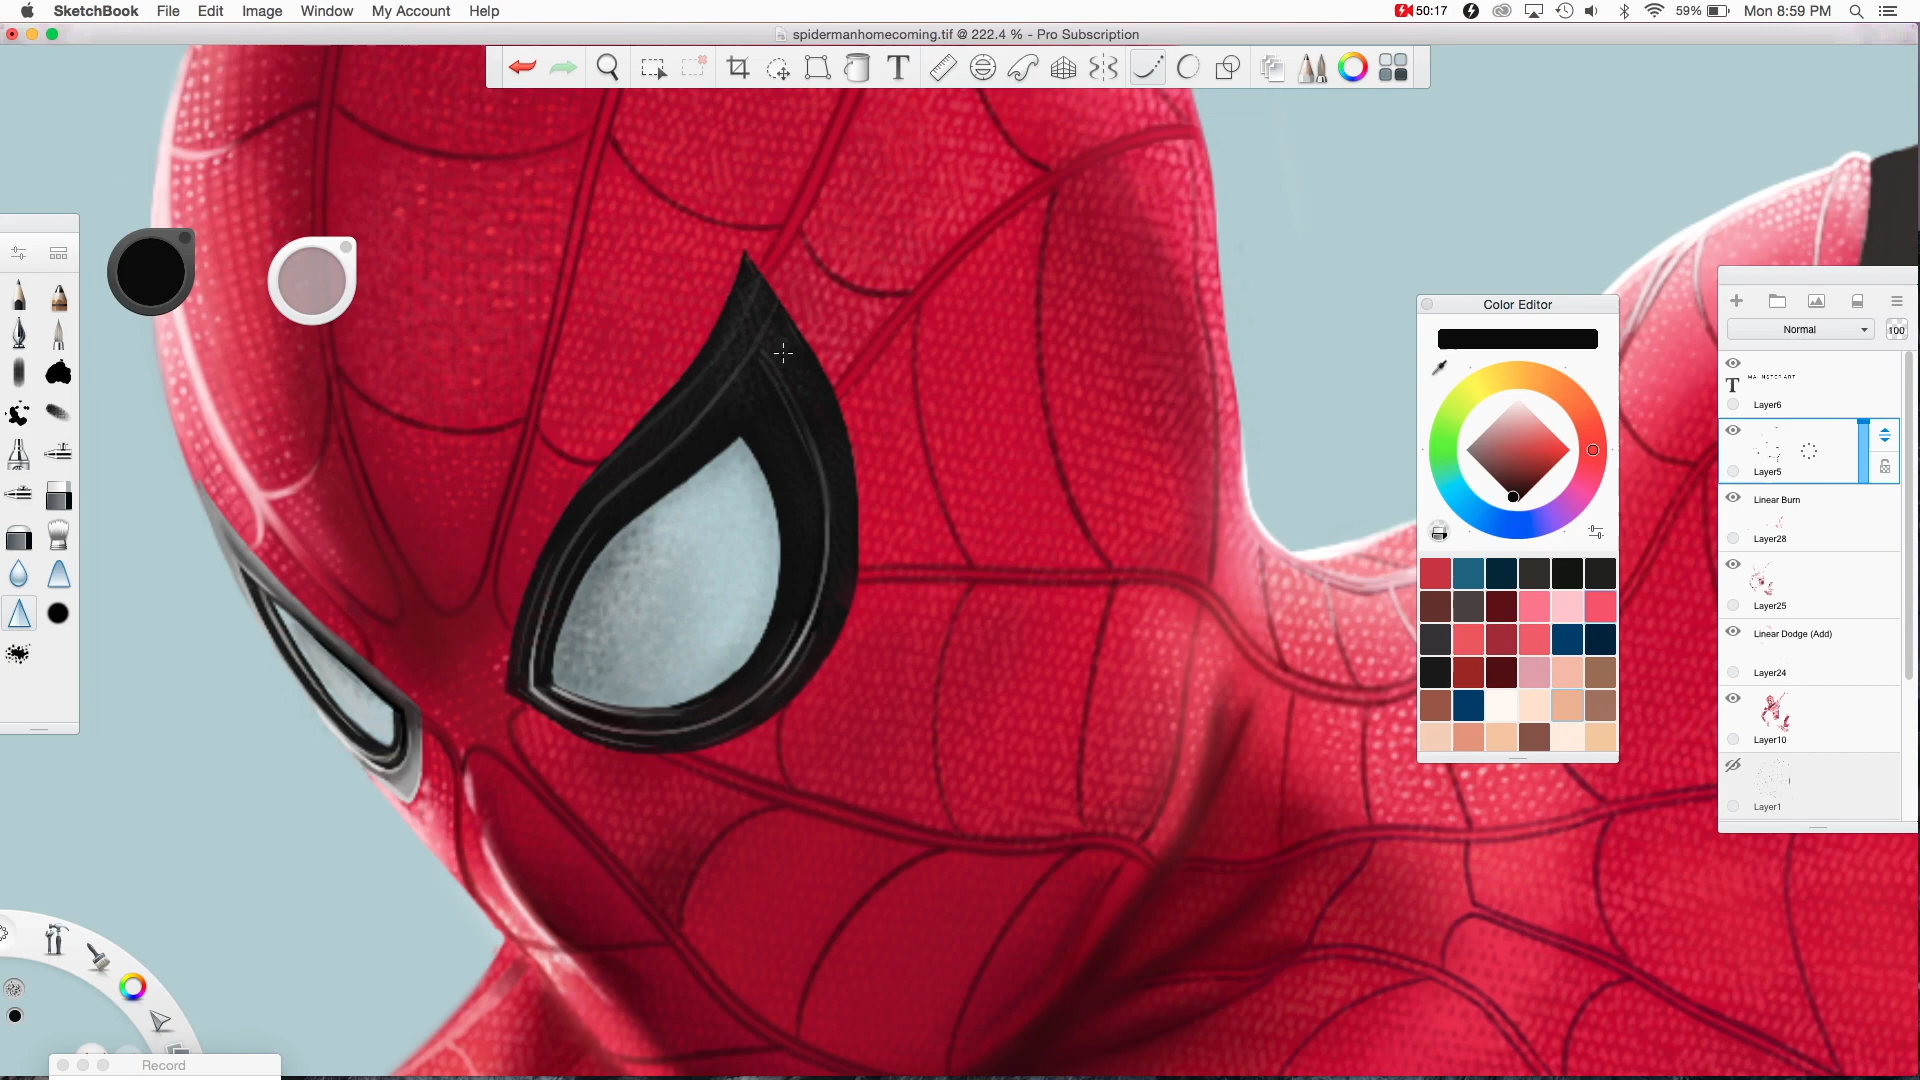 SketchBook File Edit Image Window My Account Help 50:17 59% Mon 8:59 PM
spidermanhomecoming.tif @ 222.4 % - Pro Subscription
T
Color Editor
Normal 100
T
Layer6
Layer5
Linear Burn
Layer28
Layer25
Linear Dodge (Add)
Layer24
Layer10
Layer1
Record